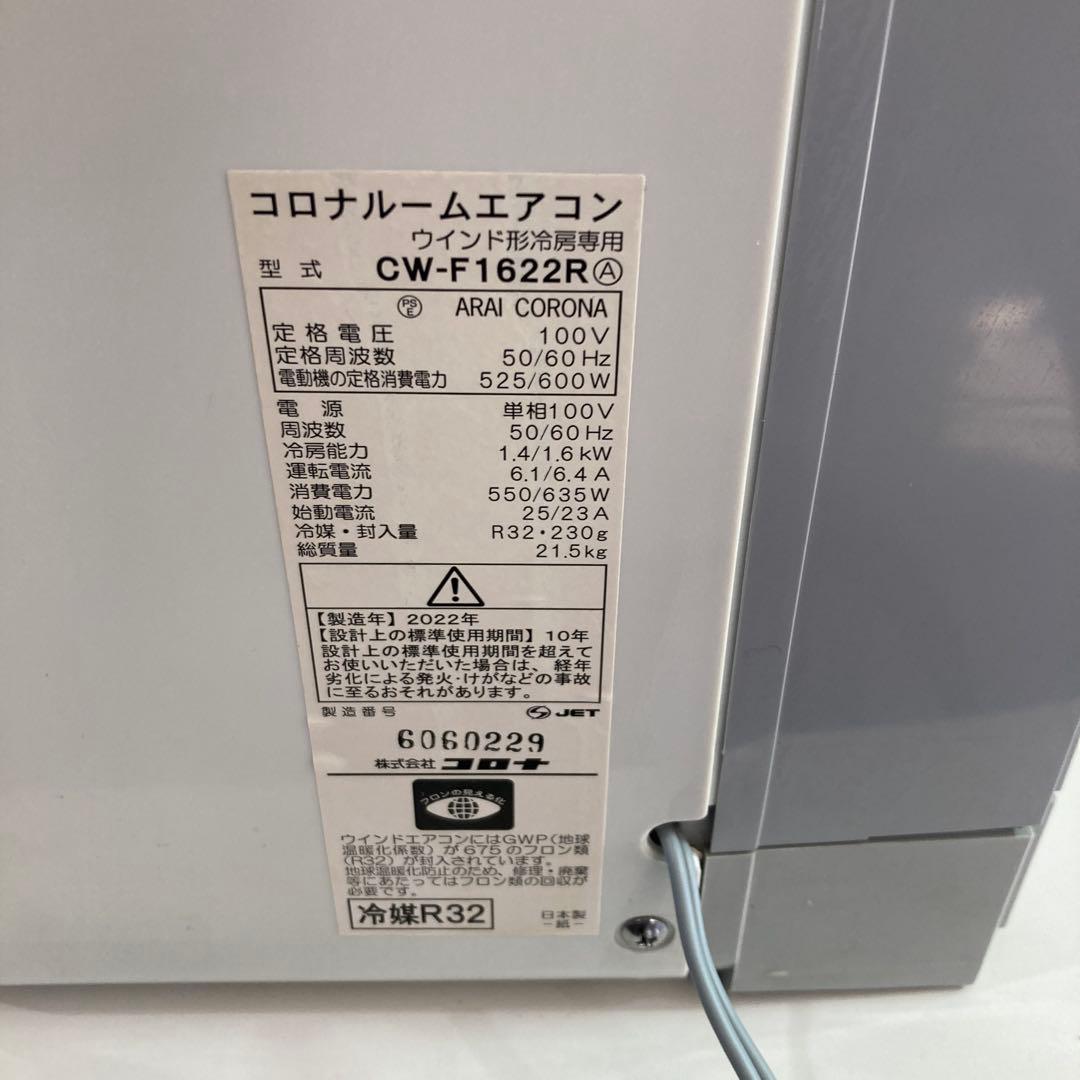 コロナルームエアコン
ウインド形冷房専用
型式 CW-F1622R Ⓐ
PSE ARAI CORONA
定格電圧 100V
定格周波数 50/60Hz
電動機の定格消費電力 525/600W
電源 単相100V
周波数 50/60Hz
冷房能力 1.4/1.6kW
運転電流 6.1/6.4A
消費電力 550/635W
始動電流 25/23A
冷媒・封入量 R32・230g
総質量 21.5kg
【製造年】2022年
【設計上の標準使用期間】10年
設計上の標準使用期間を超えて
お使いいただいた場合は、経年
劣化による発火・けがなどの事故
に至るおそれがあります。
製造番号 JET
6060229
株式会社 コロナ
フロンの見える化
ウインドエアコンにはGWP(地球
温暖化係数)が675のフロン類
(R32)が封入されています。
地球温暖化防止のため、修理・廃棄
等にあたってはフロン類の回収が
必要です。
冷媒R32
日本製
-紙-